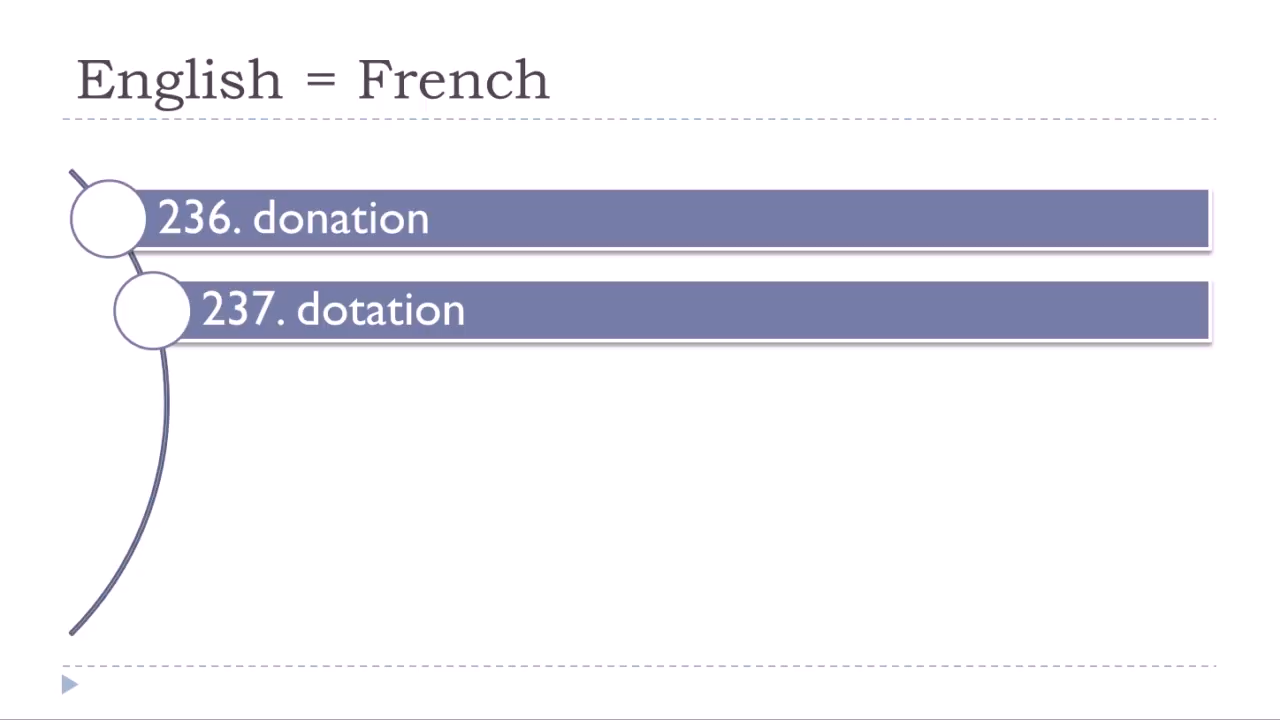 English = French
236. donation
237. dotation